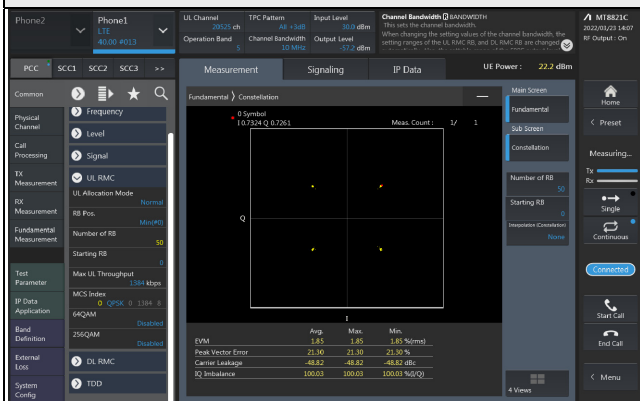 Phone2
Phone1
LTE
40.00 #013
UL Channel
20525 ch
TPC Pattern
All +3dB
Input Level
30.0 dBm
Operation Band
5
Channel Bandwidth
10 MHz
Output Level
-57.2 dBm
Channel Bandwidth BANDWIDTH
This sets the channel bandwidth.
When changing the setting values of the channel bandwidth, the
setting ranges of the UL RMC RB, and DL RMC RB are changed
MT8821C
2022/03/23 14:07
RF Output : On
PCC
SCC1
SCC2
SCC3
>>
Measurement
Signaling
IP Data
UE Power : 22.2 dBm
Common
Physical
Channel
Call
Processing
TX
Measurement
RX
Measurement
Fundamental
Measurement
Test
Parameter
IP Data
Application
Band
Definition
External
Loss
System
Config
Frequency
Level
Signal
UL RMC
UL Allocation Mode
Normal
RB Pos.
Min(#0)
Number of RB
50
Starting RB
0
Max UL Throughput
1384 kbps
MCS Index
0 QPSK 0 1384 8
64QAM
Disabled
256QAM
Disabled
DL RMC
TDD
Fundamental 〉 Constellation
0 Symbol
I 0.7324 Q 0.7261
Meas. Count : 1/ 1
Q
I
Avg. Max. Min.
EVM 1.85 1.85 1.85 %(rms)
Peak Vector Error 21.30 21.30 21.30 %
Carrier Leakage -48.82 -48.82 -48.82 dBc
IQ Imbalance 100.03 100.03 100.03 %(I/Q)
Main Screen
Fundamental
Sub Screen
Constellation
Number of RB
50
Starting RB
0
Interpolation (Constellation)
None
4 Views
Home
< Preset
Measuring...
Tx
Rx
Single
Continuous
Connected
Start Call
End Call
< Menu